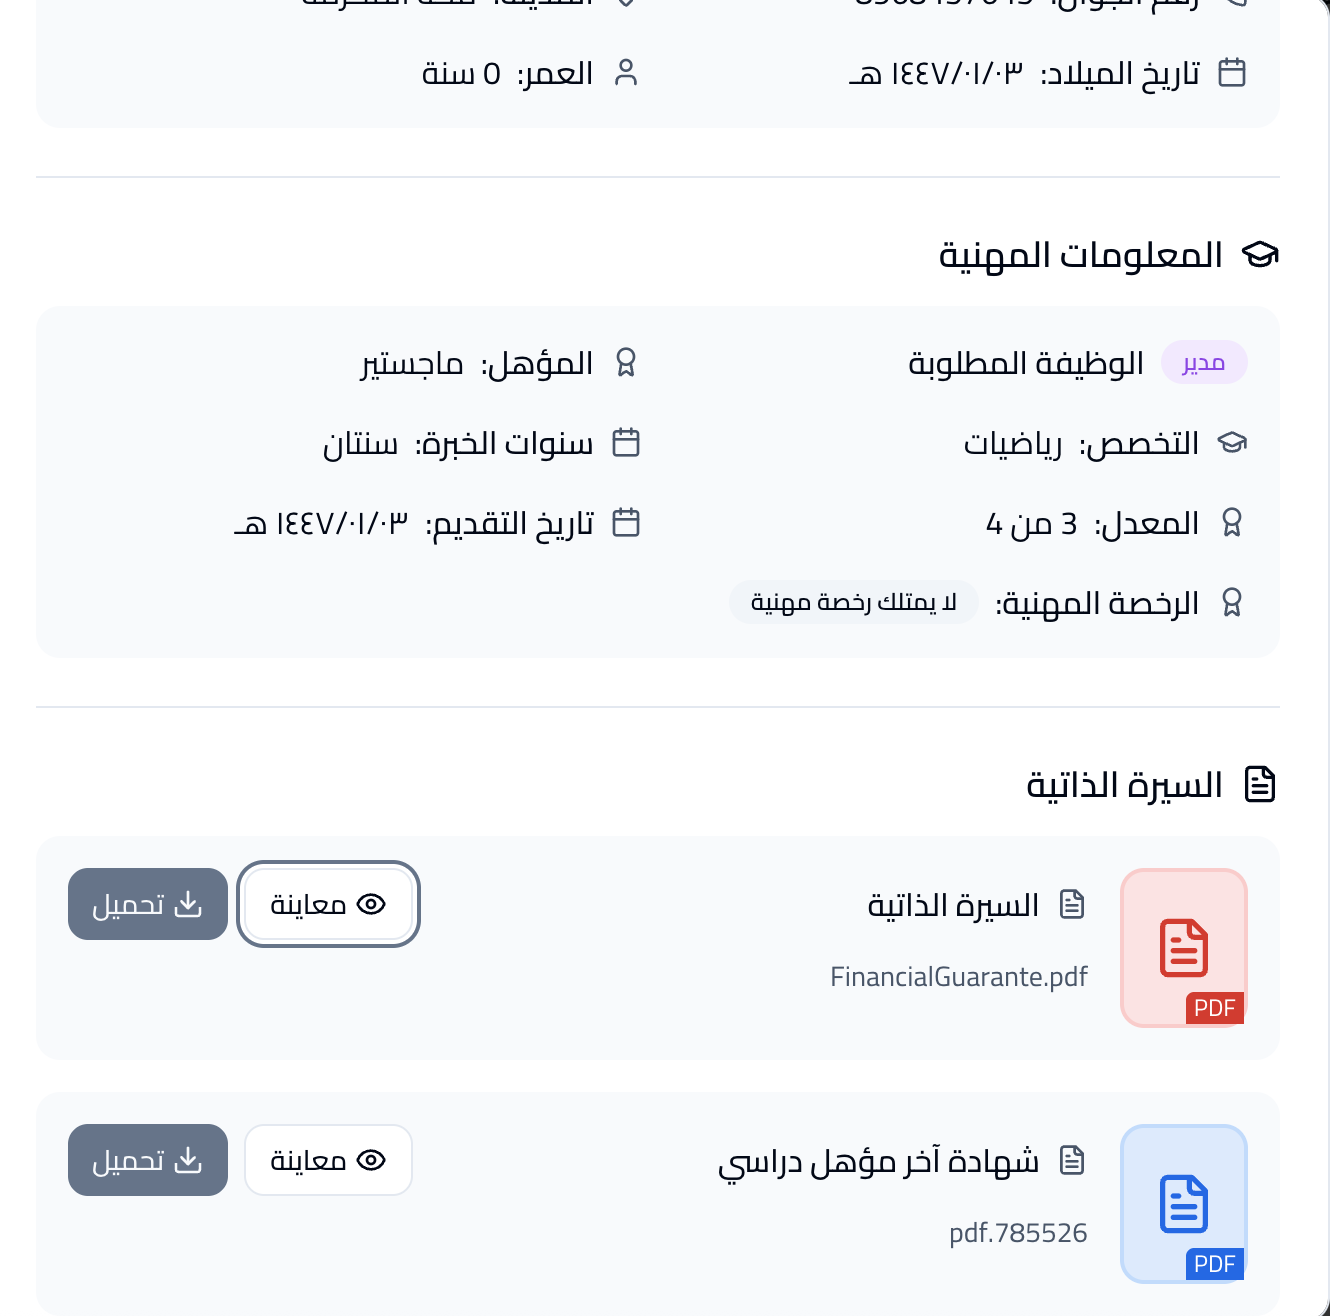 رقم الجوال:
المدينة: مكة المكرمة
تاريخ الميلاد: ١٤٤٧/٠١/٠٣ هـ
العمر: 0 سنة
المعلومات المهنية
مدير الوظيفة المطلوبة
المؤهل: ماجستير
التخصص: رياضيات
سنوات الخبرة: سنتان
المعدل: 3 من 4
تاريخ التقديم: ١٤٤٧/٠١/٠٣ هـ
الرخصة المهنية: لا يمتلك رخصة مهنية
السيرة الذاتية
PDF
السيرة الذاتية
FinancialGuarante.pdf
معاينة
تحميل
PDF
شهادة آخر مؤهل دراسي
pdf.785526
معاينة
تحميل